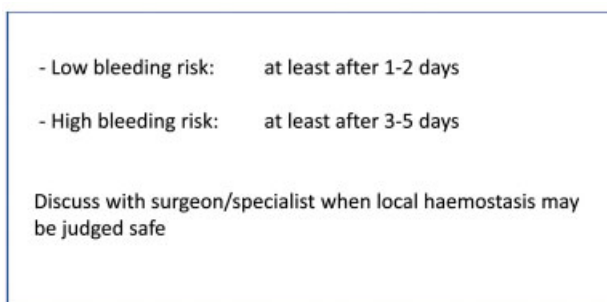 - Low bleeding risk: at least after 1-2 days
- High bleeding risk: at least after 3-5 days
Discuss with surgeon/specialist when local haemostasis may
be judged safe